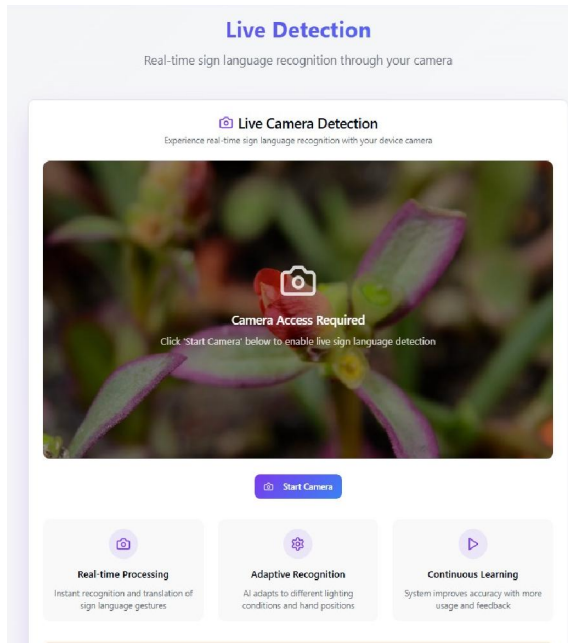 Live Detection
Real-time sign language recognition through your camera
Live Camera Detection
Experience real-time sign language recognition with your device camera
Camera Access Required
Click 'Start Camera' below to enable live sign language detection
Start Camera
Real-time Processing
Instant recognition and translation of
sign language gestures
Adaptive Recognition
AI adapts to different lighting
conditions and hand positions
Continuous Learning
System improves accuracy with more
usage and feedback